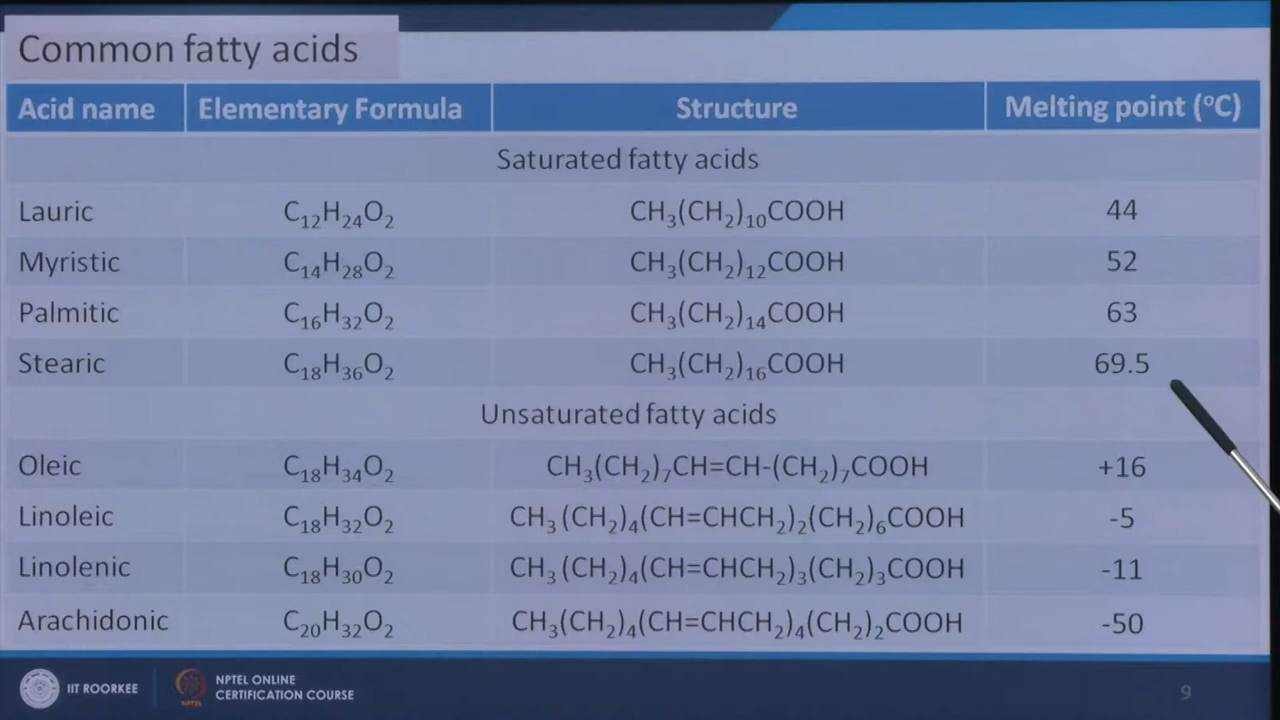 Common fatty acids
Acid name Elementary Formula Structure Melting point (°C)
Saturated fatty acids
Lauric C₁₂H₂₄O₂ CH₃(CH₂)₁₀COOH 44
Myristic C₁₄H₂₈O₂ CH₃(CH₂)₁₂COOH 52
Palmitic C₁₆H₃₂O₂ CH₃(CH₂)₁₄COOH 63
Stearic C₁₈H₃₆O₂ CH₃(CH₂)₁₆COOH 69.5
Unsaturated fatty acids
Oleic C₁₈H₃₄O₂ CH₃(CH₂)₇CH=CH-(CH₂)₇COOH +16
Linoleic C₁₈H₃₂O₂ CH₃ (CH₂)₄(CH=CHCH₂)₂(CH₂)₆COOH -5
Linolenic C₁₈H₃₀O₂ CH₃ (CH₂)₄(CH=CHCH₂)₃(CH₂)₃COOH -11
Arachidonic C₂₀H₃₂O₂ CH₃(CH₂)₄(CH=CHCH₂)₄(CH₂)₂COOH -50
IIT ROORKEE
NPTEL ONLINE
CERTIFICATION COURSE
NPTEL
9